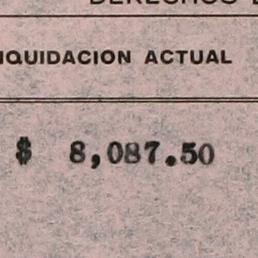 DERECHOS
IQUIDACION ACTUAL
$ 8,087.50